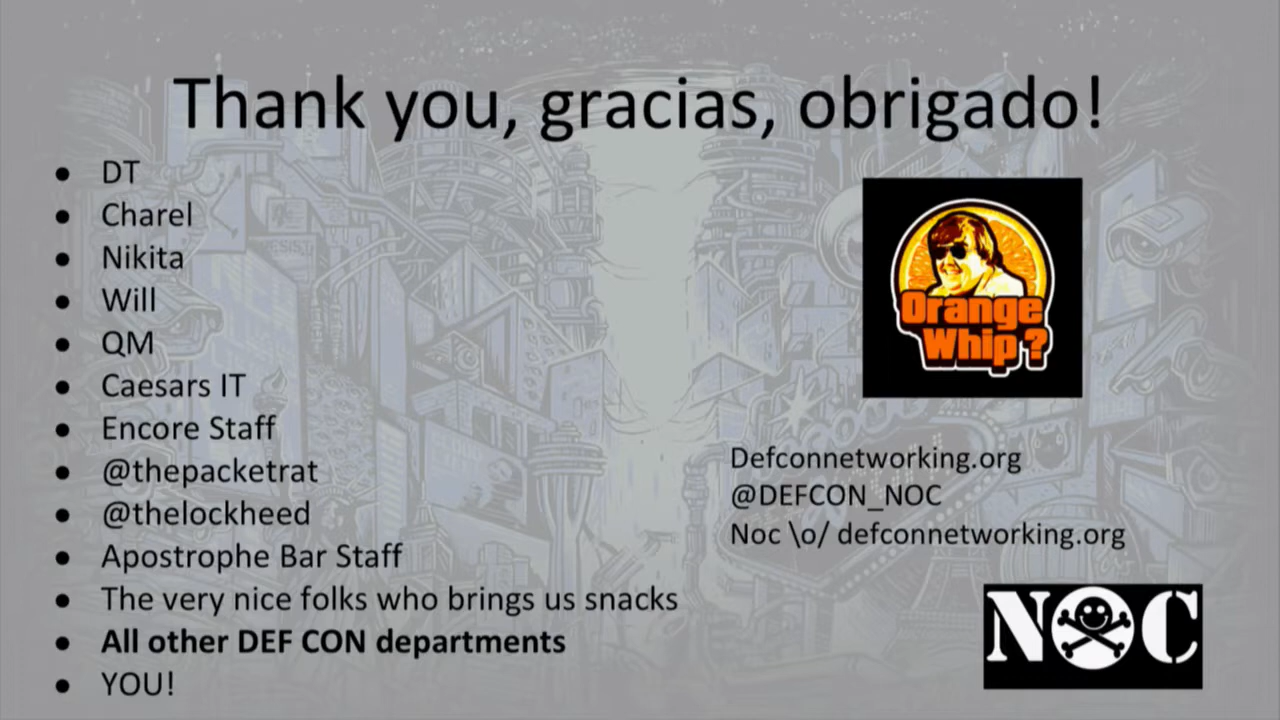 Thank you, gracias, obrigado!
● DT
● Charel
● Nikita
● Will
● QM
● Caesars IT
● Encore Staff
● @thepacketrat
● @thelockheed
● Apostrophe Bar Staff
● The very nice folks who brings us snacks
● All other DEF CON departments
● YOU!
Orange
Whip?
Defconnetworking.org
@DEFCON_NOC
Noc \o/ defconnetworking.org
NOC